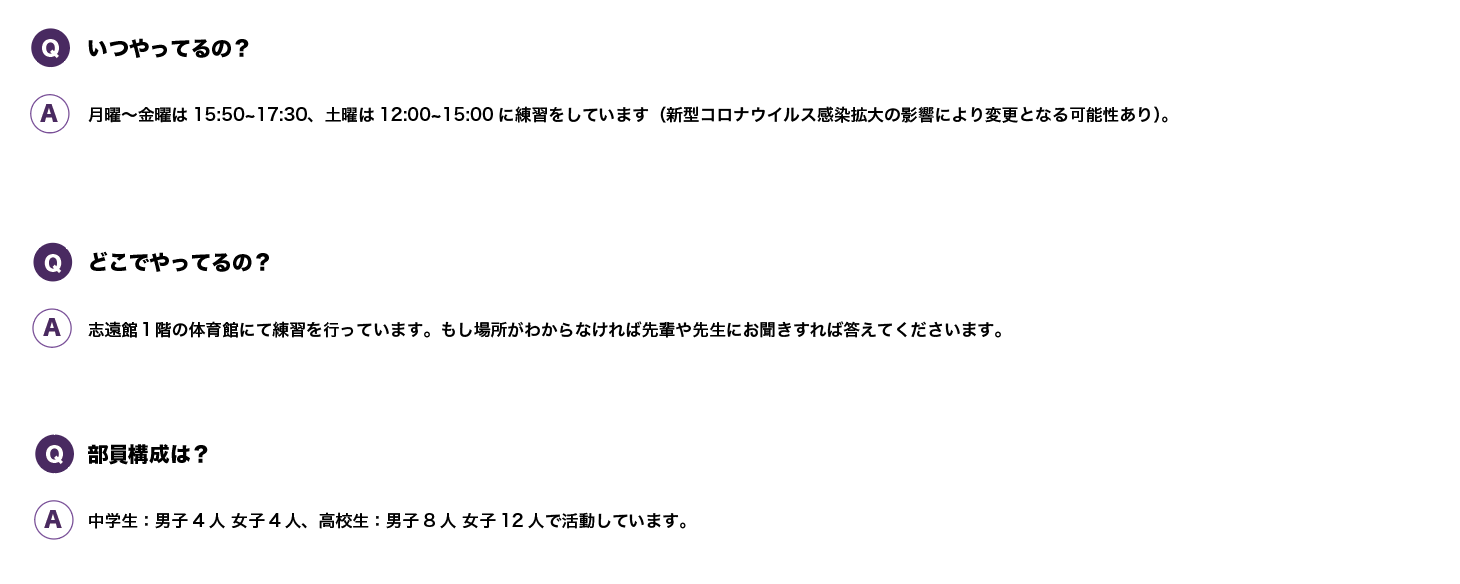 Q いつやってるの？
A 月曜〜金曜は 15:50~17:30、土曜は 12:00~15:00 に練習をしています（新型コロナウイルス感染拡大の影響により変更となる可能性あり）。
Q どこでやってるの？
A 志遠館１階の体育館にて練習を行っています。もし場所がわからなければ先輩や先生にお聞きすれば答えてくださいます。
Q 部員構成は？
A 中学生：男子４人 女子４人、高校生：男子８人 女子 12 人で活動しています。